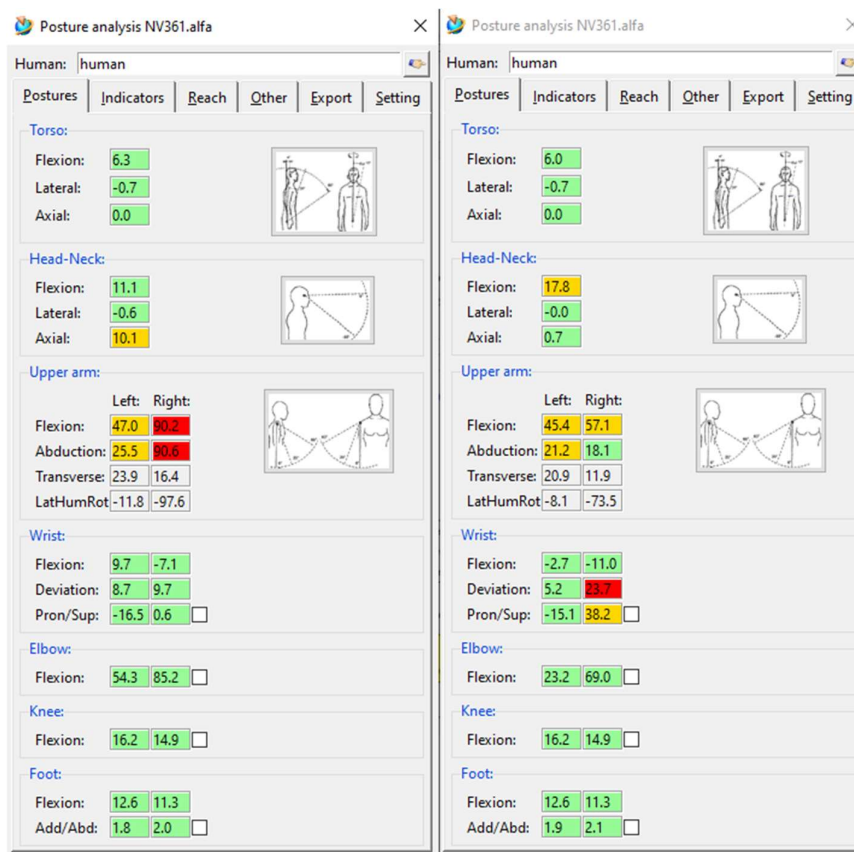 Posture analysis NV361.alfa
Human: human
Postures Indicators Reach Other Export Setting
Torso:
Flexion: 6.3
Lateral: -0.7
Axial: 0.0
Head-Neck:
Flexion: 11.1
Lateral: -0.6
Axial: 10.1
Upper arm:
Left: Right:
Flexion: 47.0 90.2
Abduction: 25.5 90.6
Transverse: 23.9 16.4
LatHumRot -11.8 -97.6
Wrist:
Flexion: 9.7 -7.1
Deviation: 8.7 9.7
Pron/Sup: -16.5 0.6
Elbow:
Flexion: 54.3 85.2
Knee:
Flexion: 16.2 14.9
Foot:
Flexion: 12.6 11.3
Add/Abd: 1.8 2.0
Posture analysis NV361.alfa
Human: human
Postures Indicators Reach Other Export Setting
Torso:
Flexion: 6.0
Lateral: -0.7
Axial: 0.0
Head-Neck:
Flexion: 17.8
Lateral: -0.0
Axial: 0.7
Upper arm:
Left: Right:
Flexion: 45.4 57.1
Abduction: 21.2 18.1
Transverse: 20.9 11.9
LatHumRot -8.1 -73.5
Wrist:
Flexion: -2.7 -11.0
Deviation: 5.2 23.7
Pron/Sup: -15.1 38.2
Elbow:
Flexion: 23.2 69.0
Knee:
Flexion: 16.2 14.9
Foot:
Flexion: 12.6 11.3
Add/Abd: 1.9 2.1